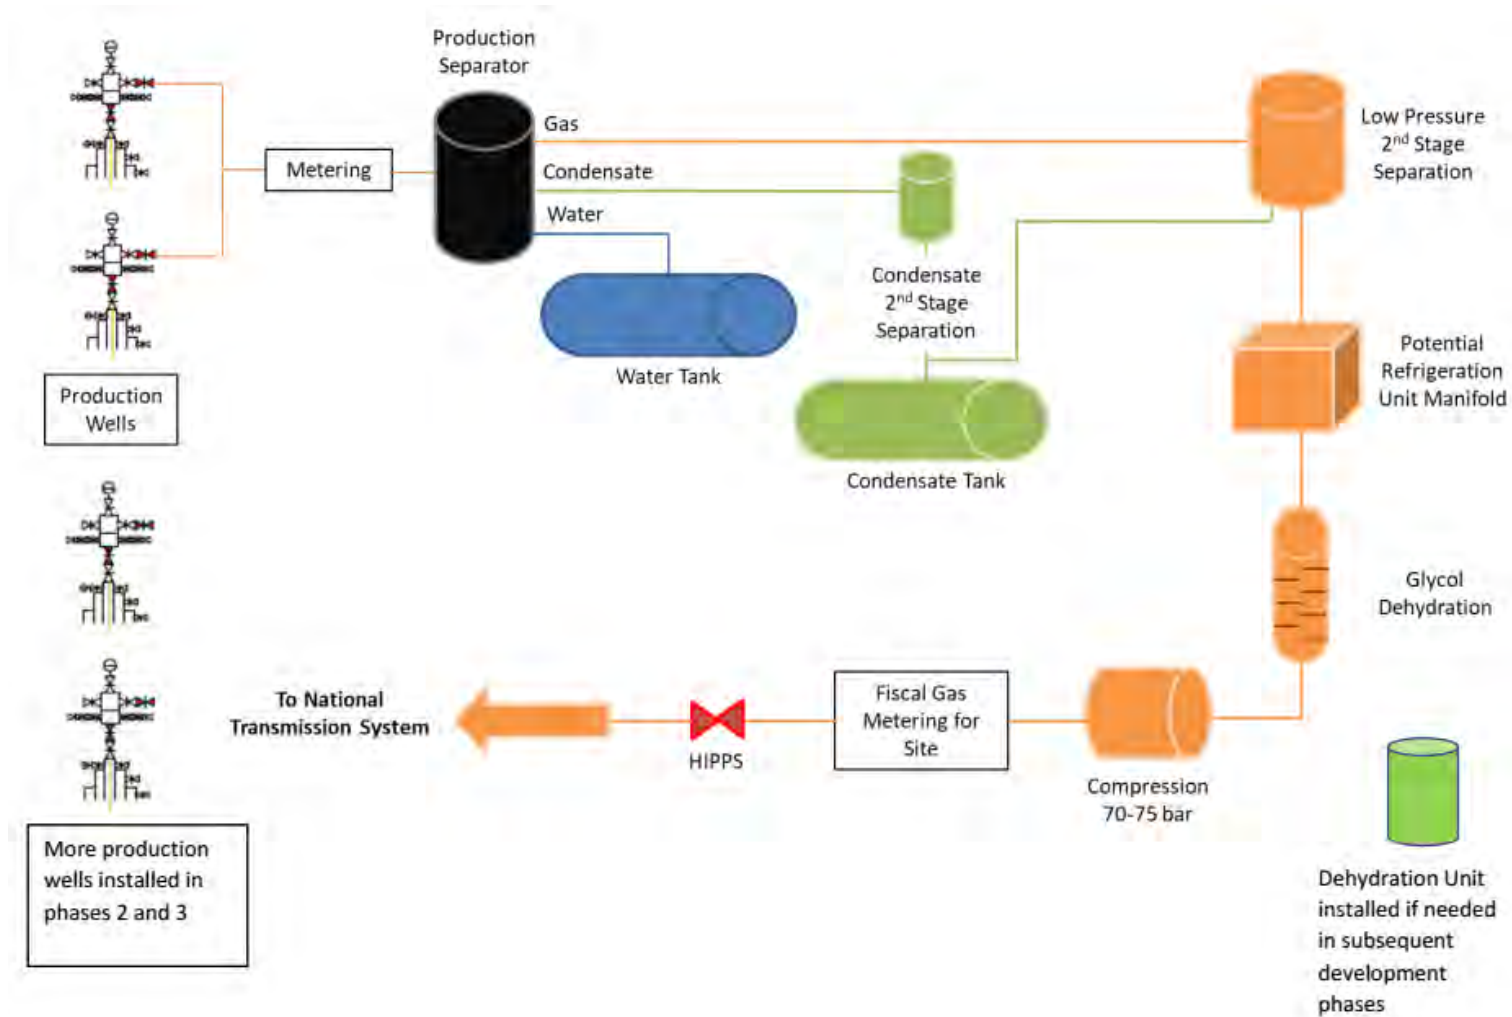 Production
Separator
Gas
Condensate
Water
Metering
Low Pressure
2nd Stage
Separation
Condensate
2nd Stage
Separation
Water Tank
Production
Wells
Potential
Refrigeration
Unit Manifold
Condensate Tank
Glycol
Dehydration
To National
Transmission System
HIPPS
Fiscal Gas
Metering for
Site
Compression
70-75 bar
More production
wells installed in
phases 2 and 3
Dehydration Unit
installed if needed
in subsequent
development
phases